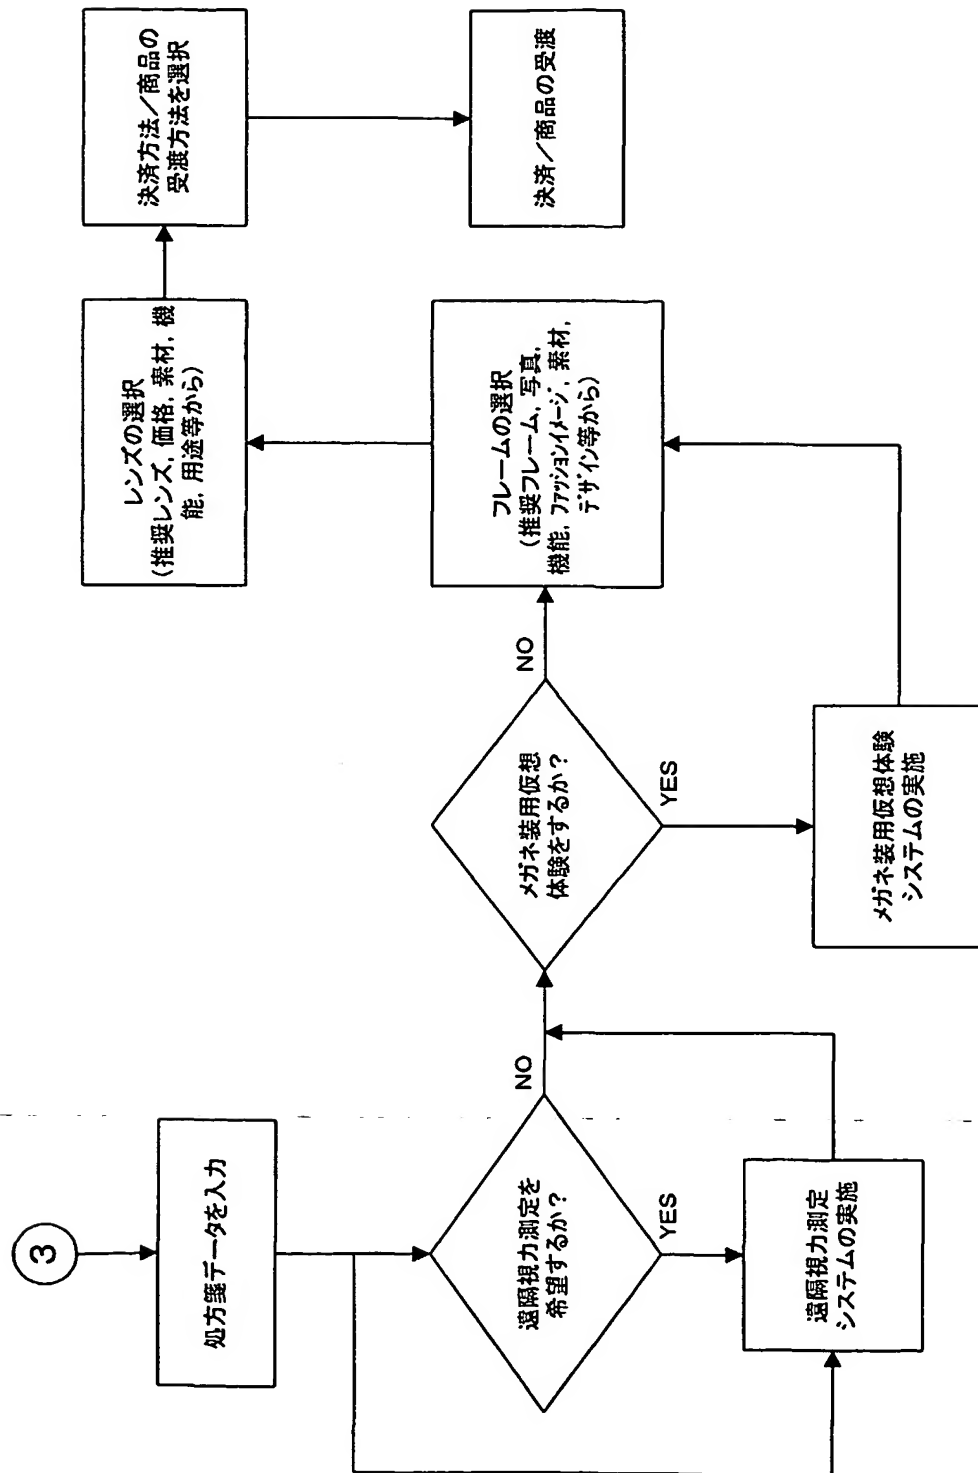 3
処方箋データを入力
遠隔視力測定を
希望するか？
NO
YES
遠隔視力測定
システムの実施
メガネ装用仮想
体験をするか？
NO
YES
メガネ装用仮想体験
システムの実施
フレームの選択
(推奨フレーム, 写真,
機能, ファッションイメージ, 素材,
デザイン等から)
レンズの選択
(推奨レンズ, 価格, 素材, 機
能, 用途等から)
決済方法／商品の
受渡方法を選択
決済／商品の受渡